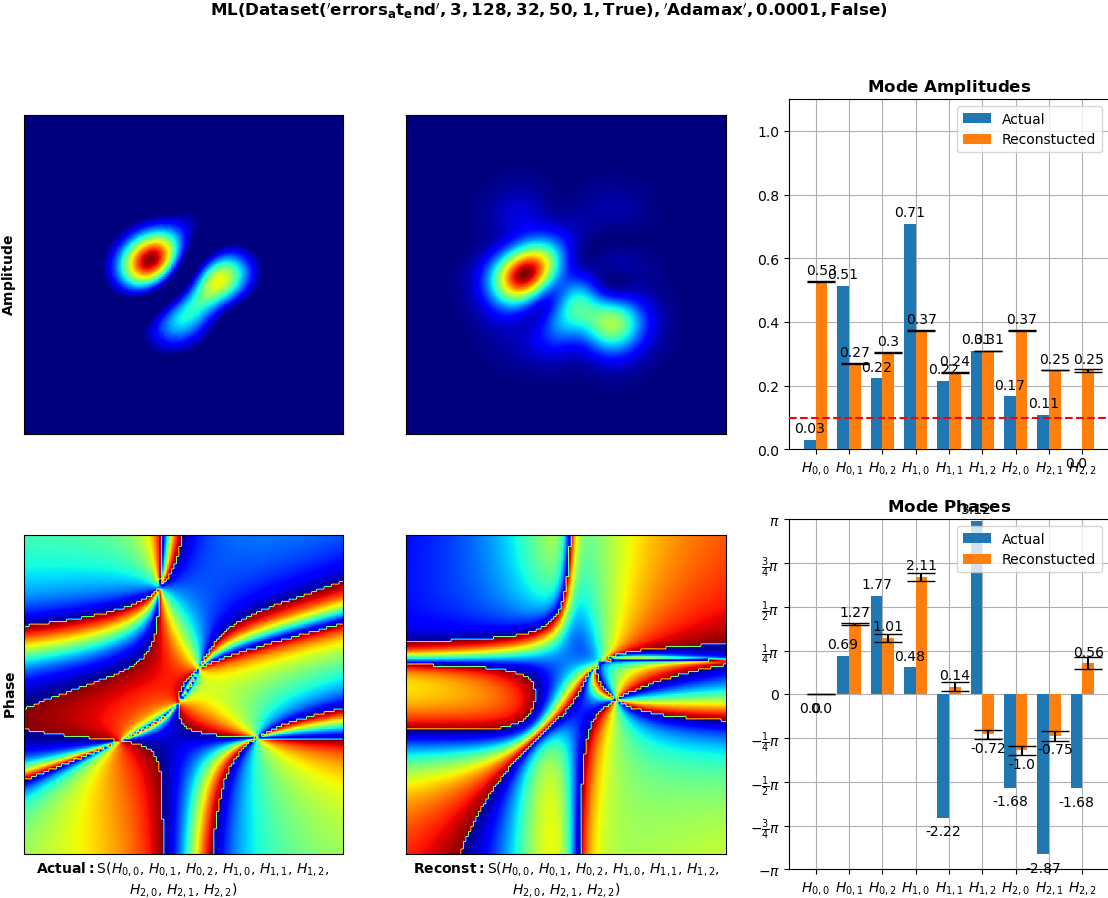 ML(Dataset('errorsₐtₑnd', 3, 128, 32, 50, 1, True), 'Adamax', 0.0001, False)
Amplitude
Mode Amplitudes
Actual
Reconstucted
1.0
0.8
0.6
0.4
0.2
0.0
0.03
0.53
0.51
0.27
0.22
0.3
0.71
0.37
0.22
0.24
0.31
0.31
0.17
0.37
0.11
0.25
0.0
0.25
H0,0 H0,1 H0,2 H1,0 H1,1 H1,2 H2,0 H2,1 H2,2
Phase
Actual: S(H0,0, H0,1, H0,2, H1,0, H1,1, H1,2,
H2,0, H2,1, H2,2)
Reconst: S(H0,0, H0,1, H0,2, H1,0, H1,1, H1,2,
H2,0, H2,1, H2,2)
Mode Phases
Actual
Reconstucted
π
3/4π
1/2π
1/4π
0
−1/4π
−1/2π
−3/4π
−π
0.0
0.0
0.69
1.27
1.77
1.01
0.48
2.11
-2.22
0.14
3.12
-0.72
-1.68
-1.0
-2.87
-0.75
-1.68
0.56
H0,0 H0,1 H0,2 H1,0 H1,1 H1,2 H2,0 H2,1 H2,2